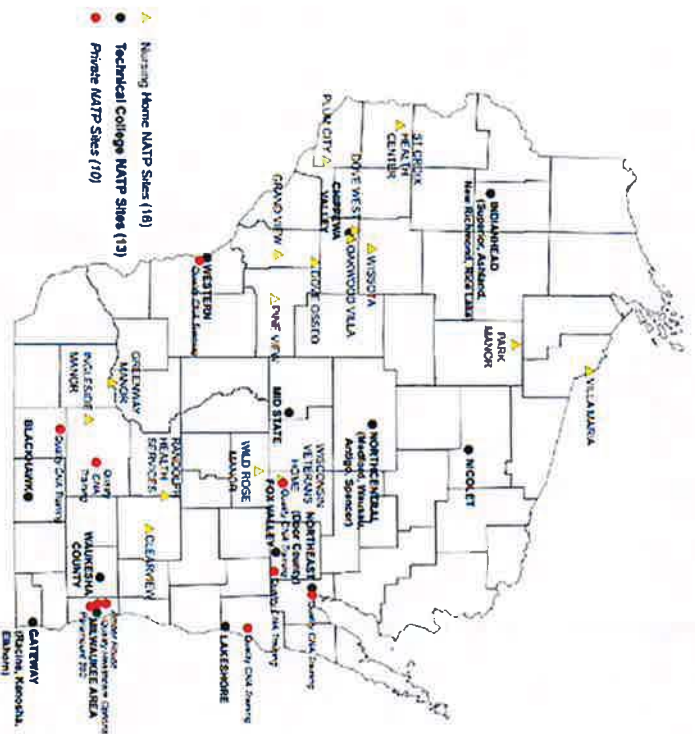 Nursing Home NATP Sites (16)
Technical College NATP Sites (13)
Private NATP Sites (10)
VILLA MARIA
PARK
MANOR
INDIANHEAD
(Superior, Ashland,
New Richmond, Rice Lake)
NICOLET
ST CROIX
HEALTH
CENTER
WISSOTA
OAKWOOD VILLA
DOVE WEST
CHIPPEWA
VALLEY
PLUM CITY
DOVE OSSEO
GRAND VIEW
PINE VIEW
NORTHCENTRAL
(Medford, Wausau,
Antigo, Spencer)
MID STATE
WISCONSIN
VETERANS
HOME
Quality CNA Training
NORTHEAST
(Door County)
Quality CNA Training
FOX VALLEY
Quality CNA Training
WILD ROSE
MANOR
Quality CNA Training
LAKESHORE
WESTERN
RANDOLPH
HEALTH
SERVICES
CLEARVIEW
GREENWAY
MANOR
INGLESIDE
MANOR
Quality
CNA
Training
Quality CNA Training
BLACKHAWK
WAUKESHA
COUNTY
MILWAUKEE AREA
GATEWAY
(Racine, Kenosha,
Elkhorn)